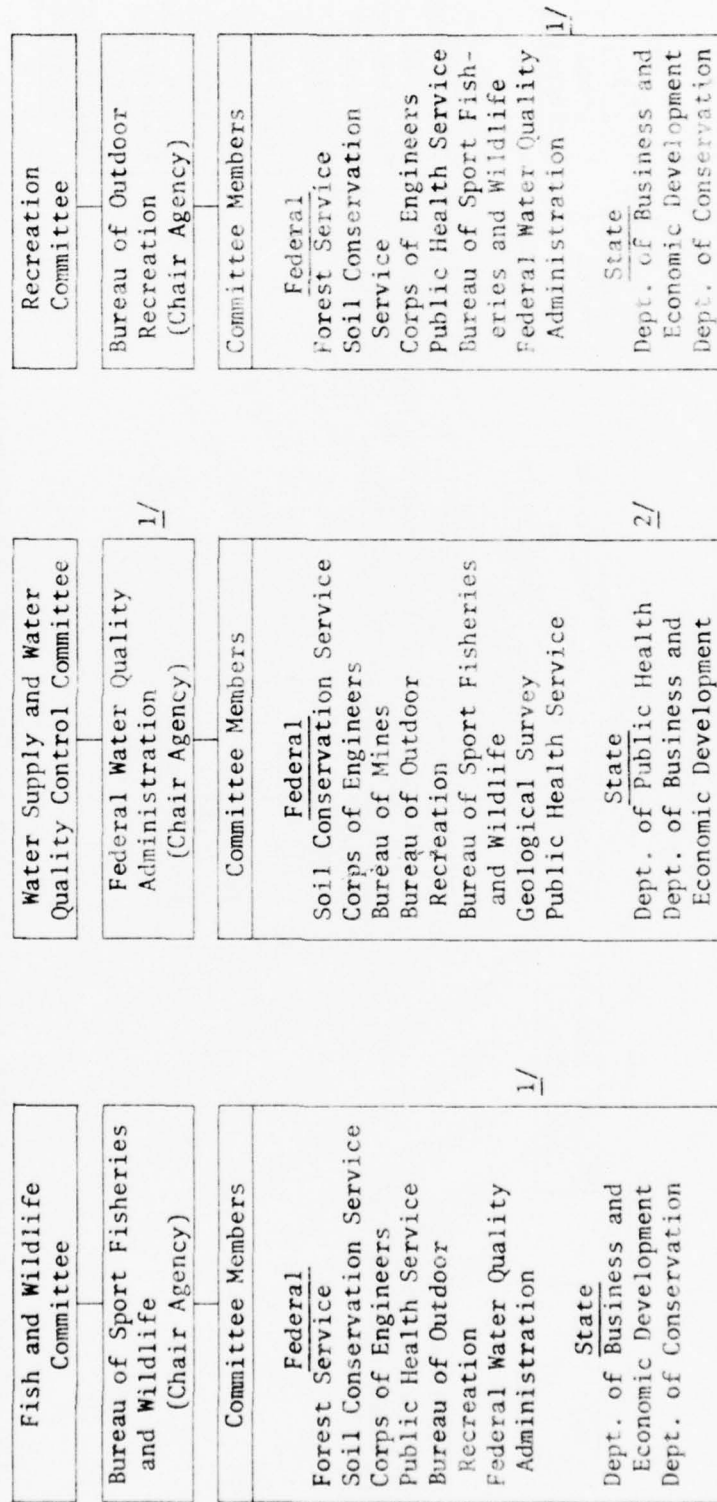 Fish and Wildlife
Committee
Bureau of Sport Fisheries
and Wildlife
(Chair Agency)
Committee Members
Federal
Forest Service
Soil Conservation Service
Corps of Engineers
Public Health Service
Bureau of Outdoor
Recreation
Federal Water Quality
Administration 1/
State
Dept. of Business and
Economic Development
Dept. of Conservation
Water Supply and Water
Quality Control Committee
Federal Water Quality 1/
Administration
(Chair Agency)
Committee Members
Federal
Soil Conservation Service
Corps of Engineers
Bureau of Mines
Bureau of Outdoor
Recreation
Bureau of Sport Fisheries
and Wildlife
Geological Survey
Public Health Service
State
Dept. of Public Health 2/
Dept. of Business and
Economic Development
Recreation
Committee
Bureau of Outdoor
Recreation
(Chair Agency)
Committee Members
Federal
Forest Service
Soil Conservation
Service
Corps of Engineers
Public Health Service
Bureau of Sport Fish-
eries and Wildlife
Federal Water Quality 1/
Administration
State
Dept. of Business and
Economic Development
Dept. of Conservation